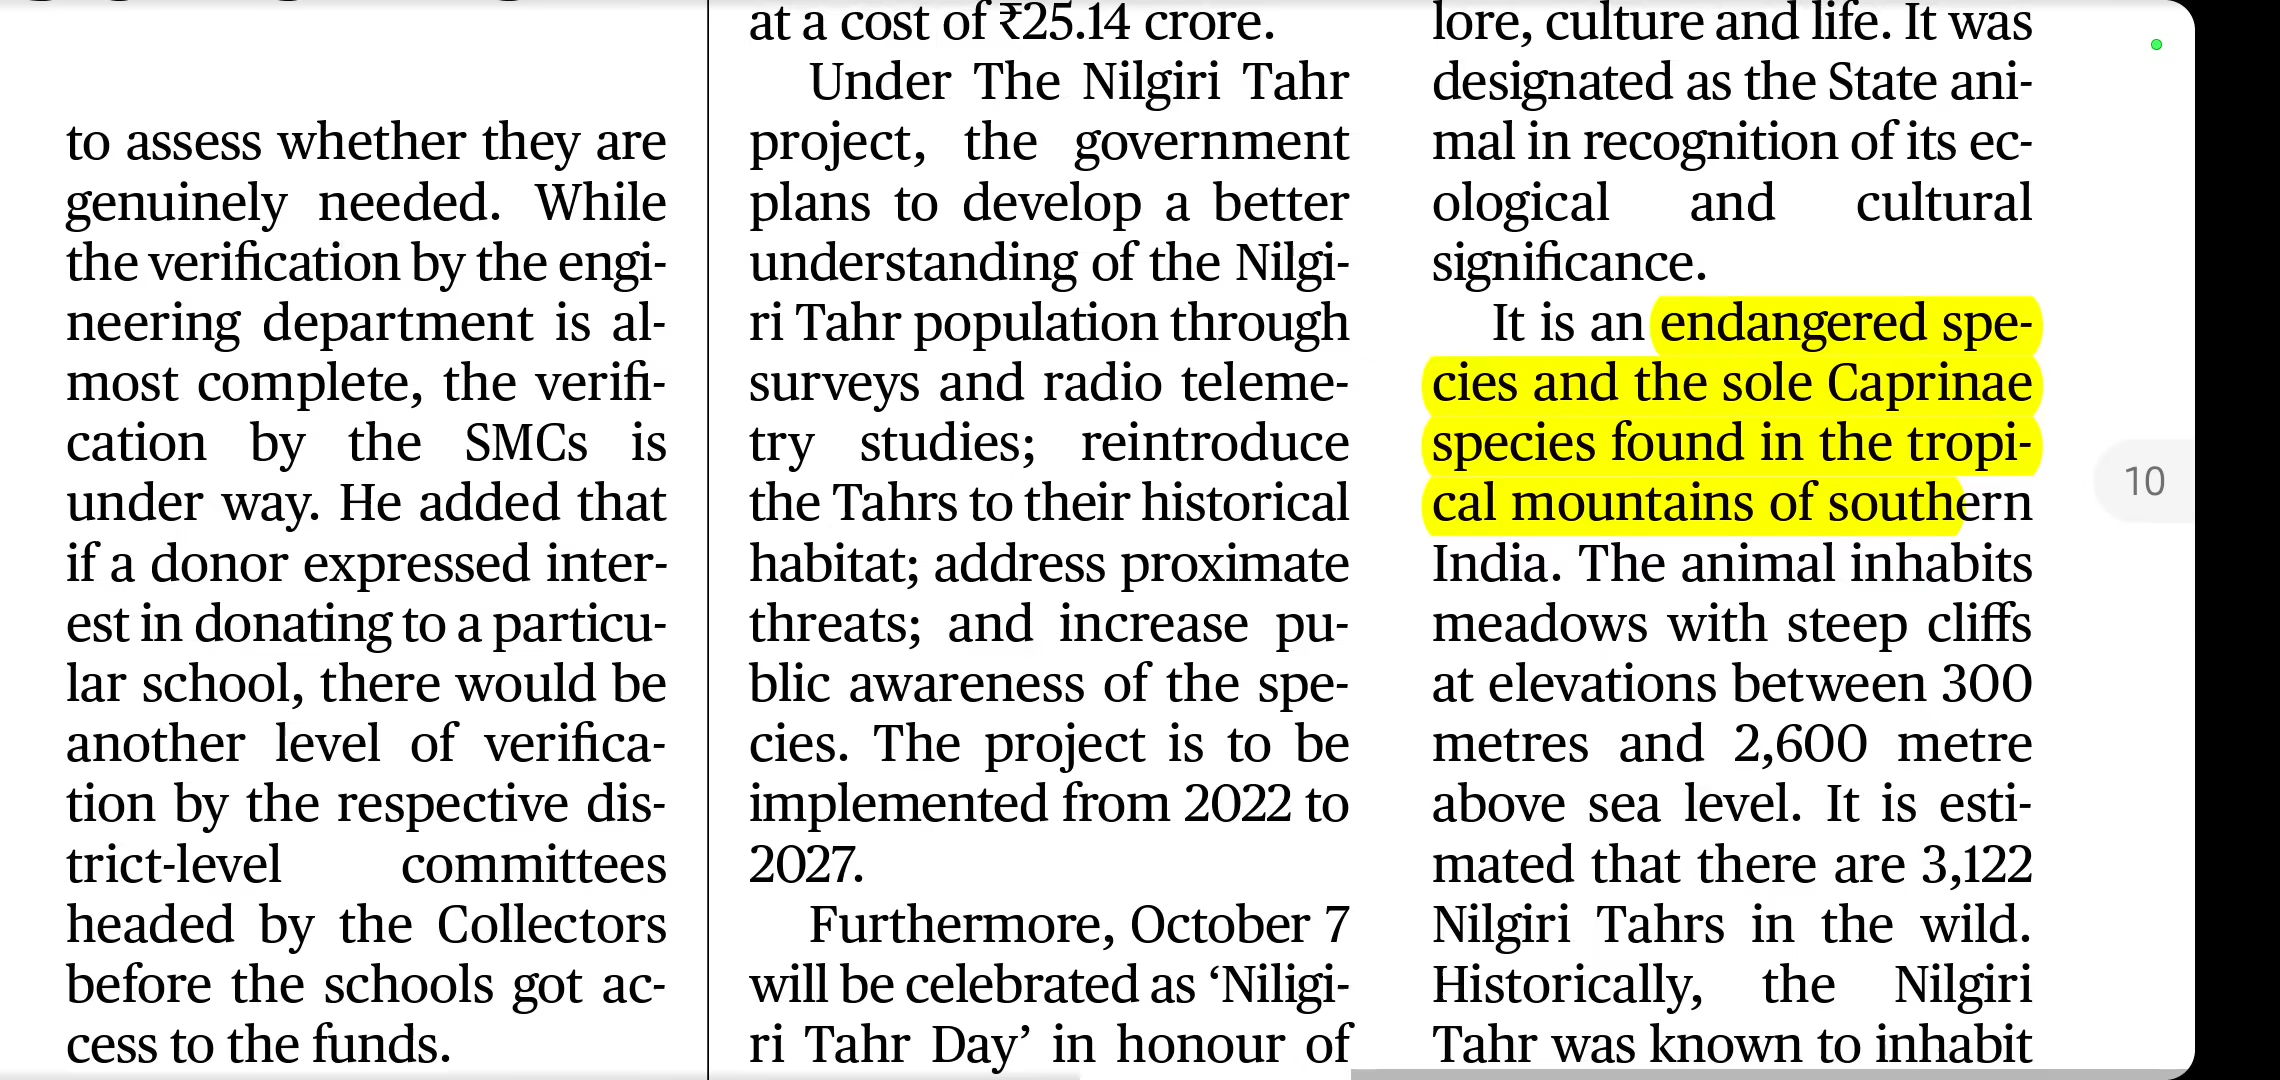 to assess whether they are
genuinely needed. While
the verification by the engi-
neering department is al-
most complete, the verifi-
cation by the SMCs is
under way. He added that
if a donor expressed inter-
est in donating to a particu-
lar school, there would be
another level of verifica-
tion by the respective dis-
trict-level committees
headed by the Collectors
before the schools got ac-
cess to the funds.
at a cost of ₹25.14 crore.
Under The Nilgiri Tahr
project, the government
plans to develop a better
understanding of the Nilgi-
ri Tahr population through
surveys and radio teleme-
try studies; reintroduce
the Tahrs to their historical
habitat; address proximate
threats; and increase pu-
blic awareness of the spe-
cies. The project is to be
implemented from 2022 to
2027.
Furthermore, October 7
will be celebrated as ‘Niligi-
ri Tahr Day’ in honour of
lore, culture and life. It was
designated as the State ani-
mal in recognition of its ec-
ological and cultural
significance.
It is an endangered spe-
cies and the sole Caprinae
species found in the tropi-
cal mountains of southern
India. The animal inhabits
meadows with steep cliffs
at elevations between 300
metres and 2,600 metre
above sea level. It is esti-
mated that there are 3,122
Nilgiri Tahrs in the wild.
Historically, the Nilgiri
Tahr was known to inhabit
10